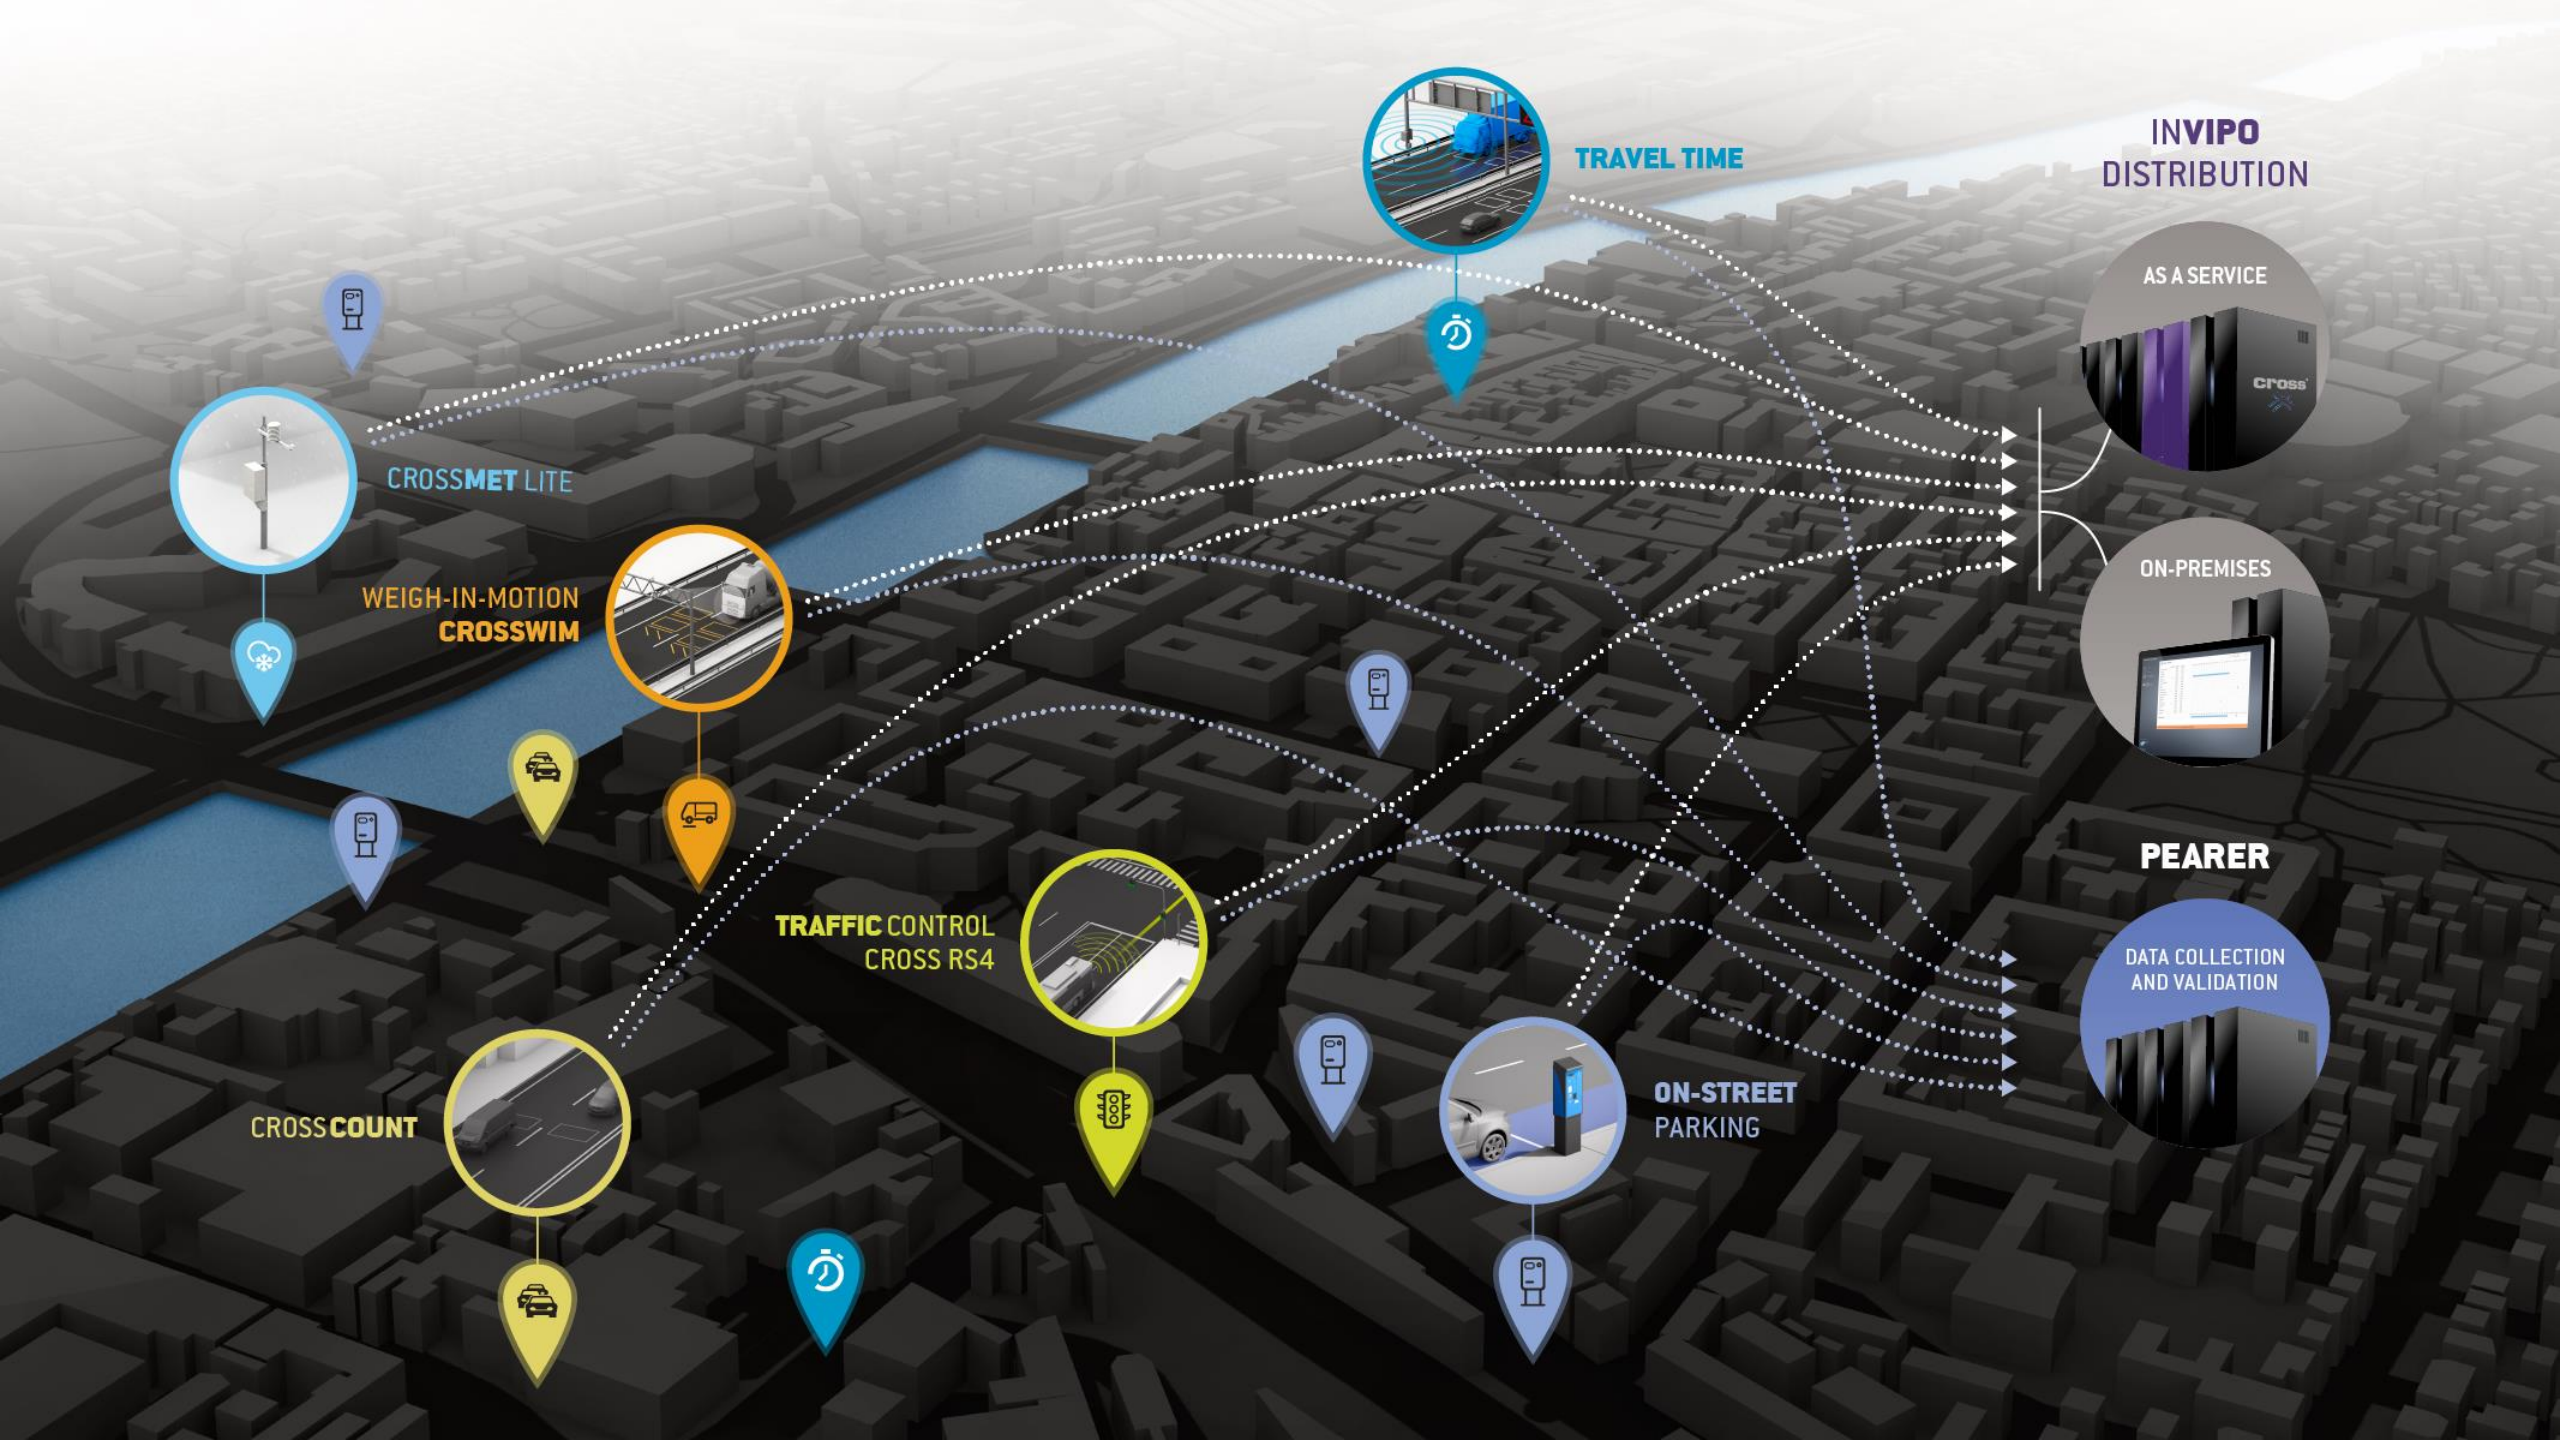 TRAVEL TIME
INVIPO
DISTRIBUTION
AS A SERVICE
Cross
CROSSMET LITE
WEIGH-IN-MOTION
CROSSWIM
ON-PREMISES
PEARER
TRAFFIC CONTROL
CROSS RS4
DATA COLLECTION
AND VALIDATION
CROSSCOUNT
ON-STREET
PARKING